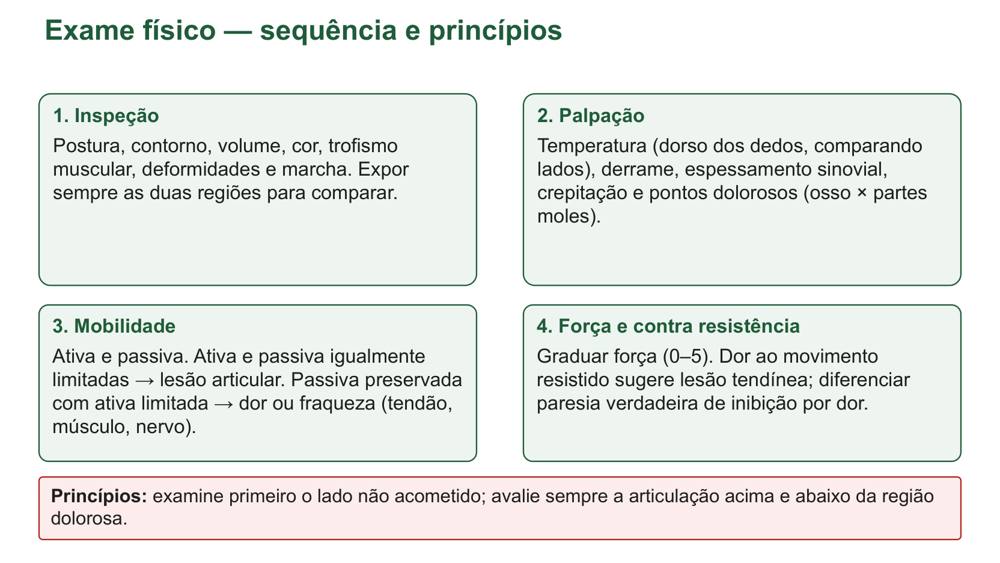 Exame físico — sequência e princípios
1. Inspeção
Postura, contorno, volume, cor, trofismo
muscular, deformidades e marcha. Expor
sempre as duas regiões para comparar.
2. Palpação
Temperatura (dorso dos dedos, comparando
lados), derrame, espessamento sinovial,
crepitação e pontos dolorosos (osso × partes
moles).
3. Mobilidade
Ativa e passiva. Ativa e passiva igualmente
limitadas → lesão articular. Passiva preservada
com ativa limitada → dor ou fraqueza (tendão,
músculo, nervo).
4. Força e contra resistência
Graduar força (0–5). Dor ao movimento
resistido sugere lesão tendínea; diferenciar
paresia verdadeira de inibição por dor.
Princípios: examine primeiro o lado não acometido; avalie sempre a articulação acima e abaixo da região
dolorosa.